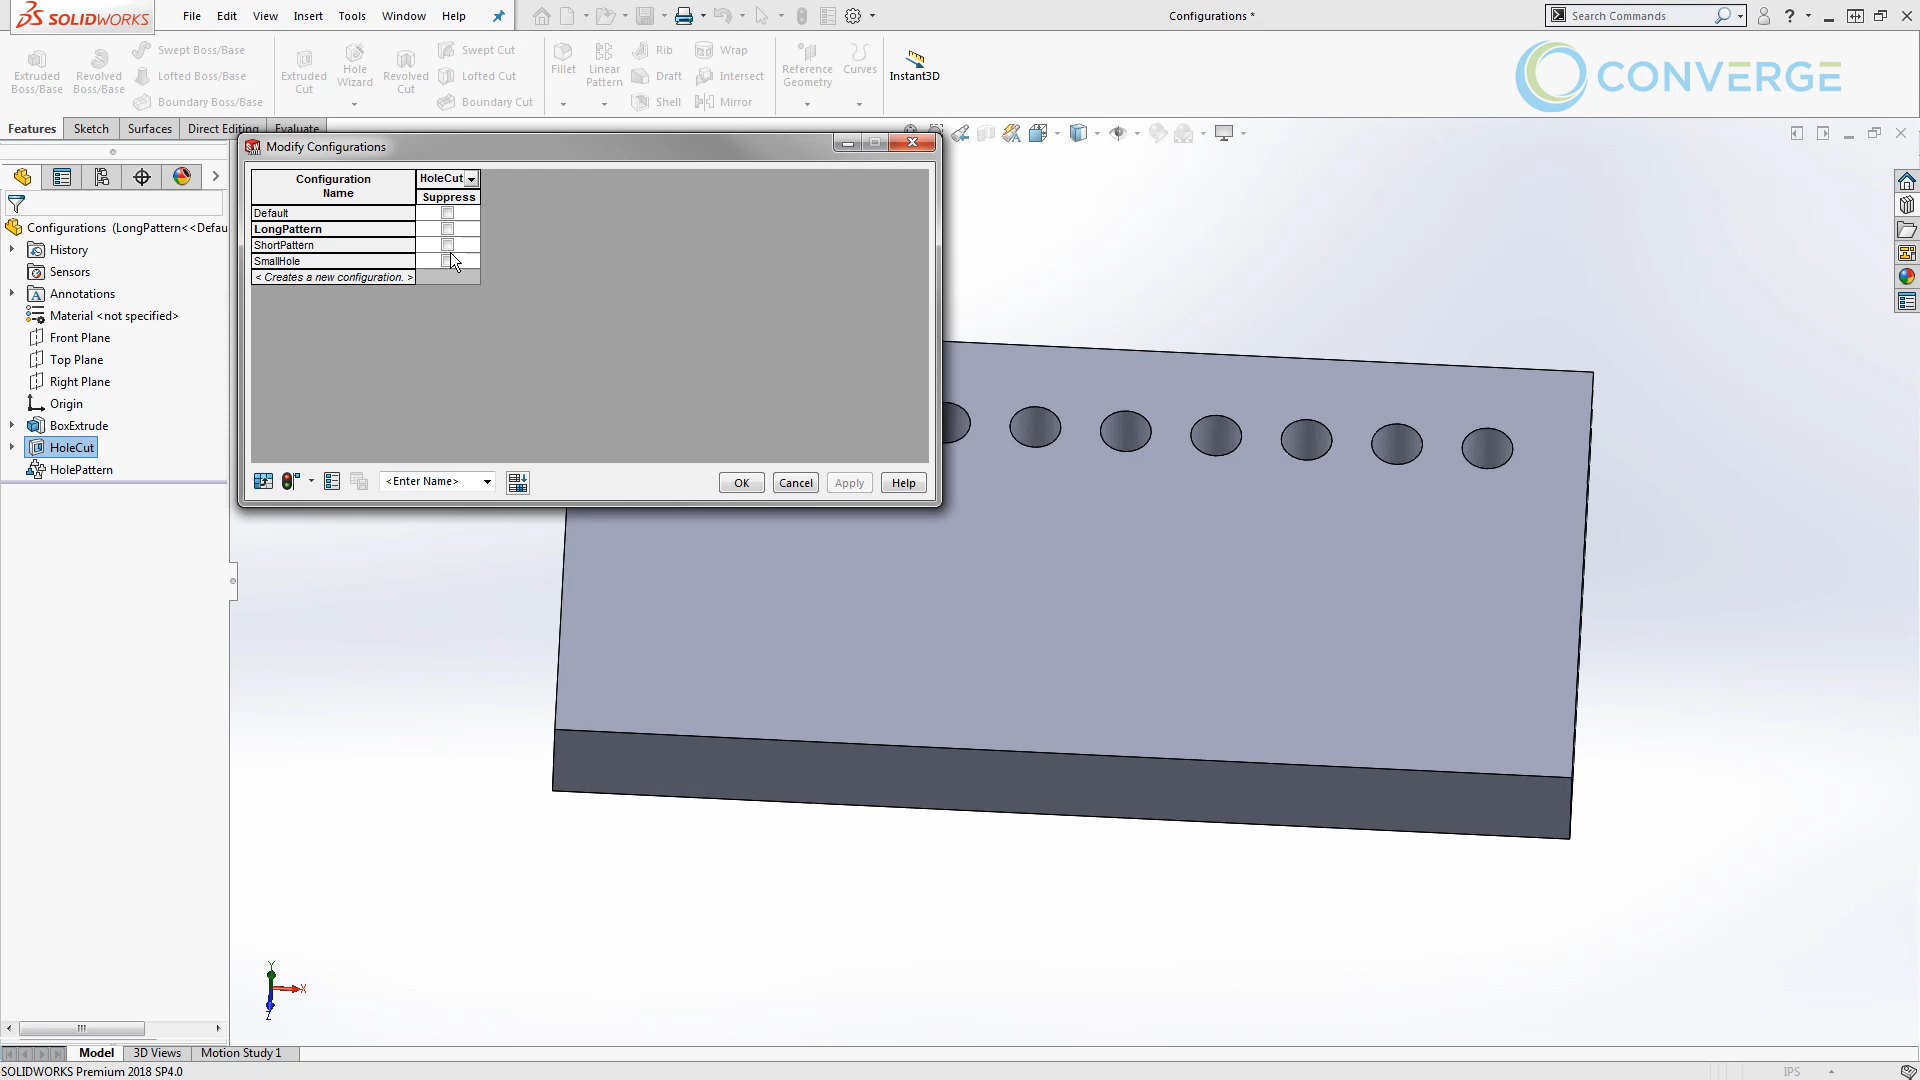 SOLIDWORKS
File Edit View Insert Tools Window Help
Configurations *
Search Commands
Extruded Boss/Base
Revolved Boss/Base
Swept Boss/Base
Lofted Boss/Base
Boundary Boss/Base
Extruded Cut
Hole Wizard
Revolved Cut
Swept Cut
Lofted Cut
Boundary Cut
Fillet
Linear Pattern
Rib
Draft
Shell
Wrap
Intersect
Mirror
Reference Geometry
Curves
Instant3D
CONVERGE
Features Sketch Surfaces Direct Editing Evaluate
Modify Configurations
Configuration Name
HoleCut
Suppress
Default
LongPattern
ShortPattern
SmallHole
< Creates a new configuration. >
<Enter Name>
OK Cancel Apply Help
Configurations (LongPattern<<Defau
History
Sensors
Annotations
Material <not specified>
Front Plane
Top Plane
Right Plane
Origin
BoxExtrude
HoleCut
HolePattern
Y
X
Z
Model 3D Views Motion Study 1
SOLIDWORKS Premium 2018 SP4.0
IPS